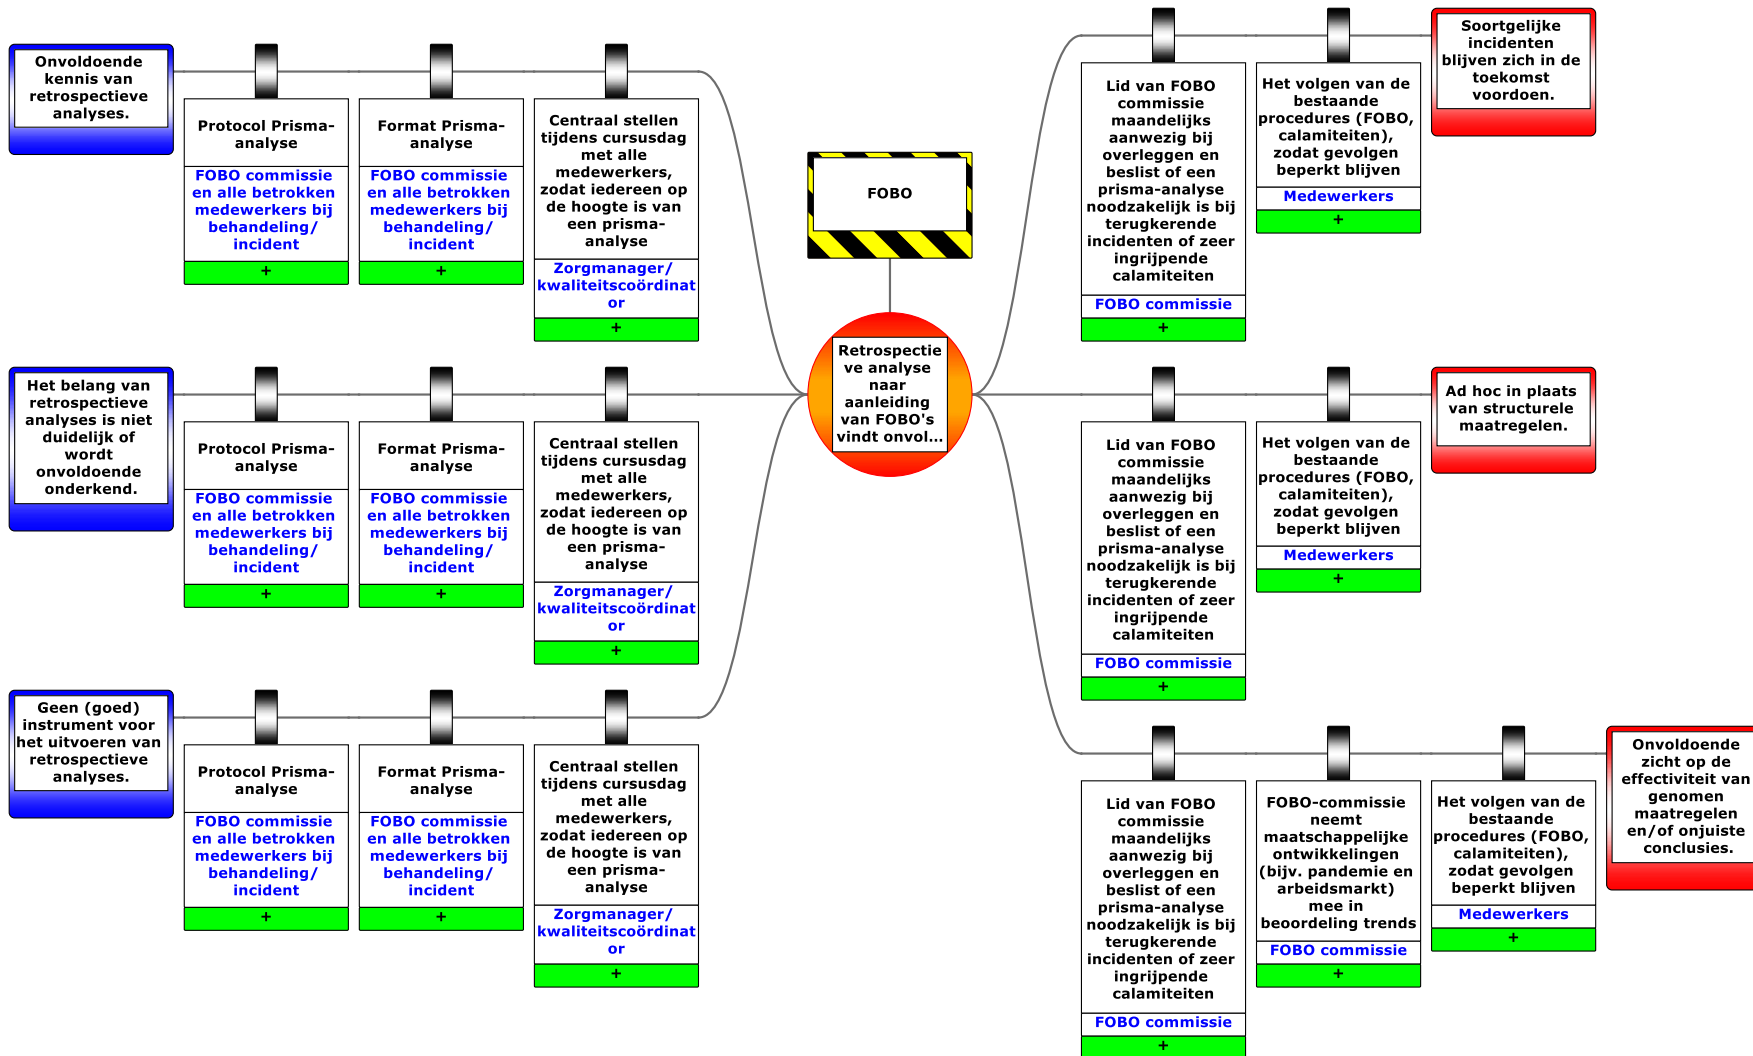 Onvoldoende
kennis van
retrospectieve
analyses.
Protocol Prisma-
analyse
FOBO commissie
en alle betrokken
medewerkers bij
behandeling/
incident
+
Format Prisma-
analyse
FOBO commissie
en alle betrokken
medewerkers bij
behandeling/
incident
+
Centraal stellen
tijdens cursusdag
met alle
medewerkers,
zodat iedereen op
de hoogte is van
een prisma-
analyse
Zorgmanager/
kwaliteitscoördinat
or
+
Het belang van
retrospectieve
analyses is niet
duidelijk of
wordt
onvoldoende
onderkend.
Protocol Prisma-
analyse
FOBO commissie
en alle betrokken
medewerkers bij
behandeling/
incident
+
Format Prisma-
analyse
FOBO commissie
en alle betrokken
medewerkers bij
behandeling/
incident
+
Centraal stellen
tijdens cursusdag
met alle
medewerkers,
zodat iedereen op
de hoogte is van
een prisma-
analyse
Zorgmanager/
kwaliteitscoördinat
or
+
Geen (goed)
instrument voor
het uitvoeren van
retrospectieve
analyses.
Protocol Prisma-
analyse
FOBO commissie
en alle betrokken
medewerkers bij
behandeling/
incident
+
Format Prisma-
analyse
FOBO commissie
en alle betrokken
medewerkers bij
behandeling/
incident
+
Centraal stellen
tijdens cursusdag
met alle
medewerkers,
zodat iedereen op
de hoogte is van
een prisma-
analyse
Zorgmanager/
kwaliteitscoördinat
or
+
FOBO
Retrospectie
ve analyse
naar
aanleiding
van FOBO's
vindt onvol...
Lid van FOBO
commissie
maandelijks
aanwezig bij
overleggen en
beslist of een
prisma-analyse
noodzakelijk is bij
terugkerende
incidenten of zeer
ingrijpende
calamiteiten
FOBO commissie
+
Het volgen van de
bestaande
procedures (FOBO,
calamiteiten),
zodat gevolgen
beperkt blijven
Medewerkers
+
Soortgelijke
incidenten
blijven zich in de
toekomst
voordoen.
Lid van FOBO
commissie
maandelijks
aanwezig bij
overleggen en
beslist of een
prisma-analyse
noodzakelijk is bij
terugkerende
incidenten of zeer
ingrijpende
calamiteiten
FOBO commissie
+
Het volgen van de
bestaande
procedures (FOBO,
calamiteiten),
zodat gevolgen
beperkt blijven
Medewerkers
+
Ad hoc in plaats
van structurele
maatregelen.
Lid van FOBO
commissie
maandelijks
aanwezig bij
overleggen en
beslist of een
prisma-analyse
noodzakelijk is bij
terugkerende
incidenten of zeer
ingrijpende
calamiteiten
FOBO commissie
+
FOBO-commissie
neemt
maatschappelijke
ontwikkelingen
(bijv. pandemie en
arbeidsmarkt)
mee in
beoordeling trends
FOBO commissie
+
Het volgen van de
bestaande
procedures (FOBO,
calamiteiten),
zodat gevolgen
beperkt blijven
Medewerkers
+
Onvoldoende
zicht op de
effectiviteit van
genomen
maatregelen
en/of onjuiste
conclusies.